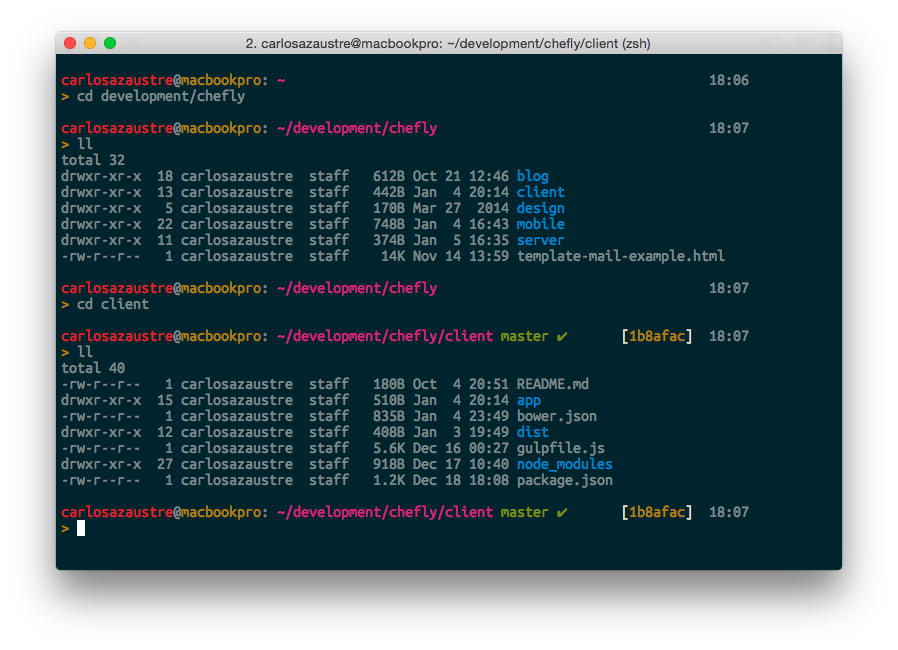 2. carlosazaustre@macbookpro: ~/development/chefly/client (zsh)
carlosazaustre@macbookpro: ~ 18:06
> cd development/chefly
carlosazaustre@macbookpro: ~/development/chefly 18:07
> ll
total 32
drwxr-xr-x  18 carlosazaustre  staff   612B Oct 21 12:46 blog
drwxr-xr-x  13 carlosazaustre  staff   442B Jan  4 20:14 client
drwxr-xr-x   5 carlosazaustre  staff   170B Mar 27  2014 design
drwxr-xr-x  22 carlosazaustre  staff   748B Jan  4 16:43 mobile
drwxr-xr-x  11 carlosazaustre  staff   374B Jan  5 16:35 server
-rw-r--r--   1 carlosazaustre  staff    14K Nov 14 13:59 template-mail-example.html
carlosazaustre@macbookpro: ~/development/chefly 18:07
> cd client
carlosazaustre@macbookpro: ~/development/chefly/client master ✔ [1b8afac] 18:07
> ll
total 40
-rw-r--r--   1 carlosazaustre  staff   180B Oct  4 20:51 README.md
drwxr-xr-x  15 carlosazaustre  staff   510B Jan  4 20:14 app
-rw-r--r--   1 carlosazaustre  staff   835B Jan  4 23:49 bower.json
drwxr-xr-x  12 carlosazaustre  staff   408B Jan  3 19:49 dist
-rw-r--r--   1 carlosazaustre  staff   5.6K Dec 16 00:27 gulpfile.js
drwxr-xr-x  27 carlosazaustre  staff   918B Dec 17 10:40 node_modules
-rw-r--r--   1 carlosazaustre  staff   1.2K Dec 18 18:08 package.json
carlosazaustre@macbookpro: ~/development/chefly/client master ✔ [1b8afac] 18:07
>